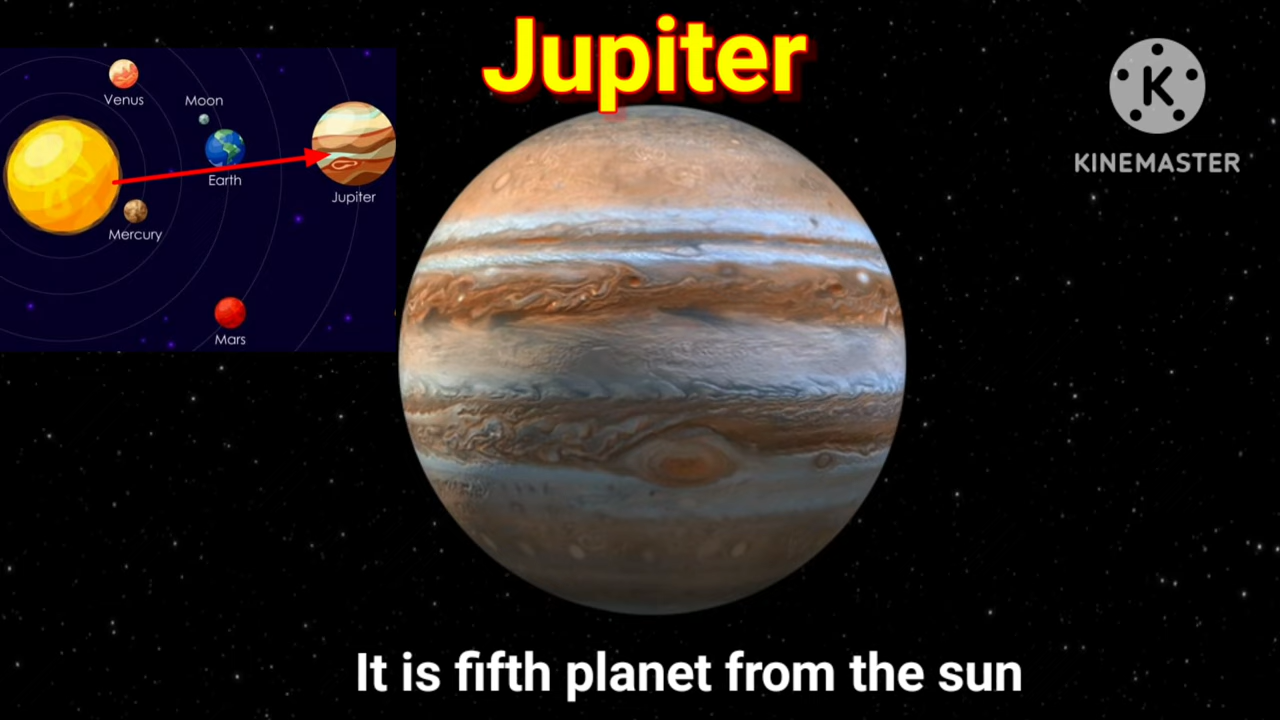 Jupiter
Venus
Moon
Earth
Jupiter
Mercury
Mars
K
KINEMASTER
It is fifth planet from the sun